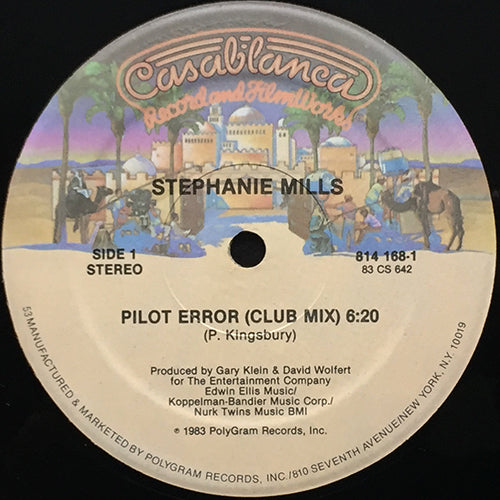 Casablanca
Record and FilmWorks
STEPHANIE MILLS
SIDE 1
STEREO
814 168-1
83 CS 642
PILOT ERROR (CLUB MIX) 6:20
(P. Kingsbury)
Produced by Gary Klein & David Wolfert
for The Entertainment Company
Edwin Ellis Music/
Koppelman-Bandier Music Corp./
Nurk Twins Music BMI
℗ 1983 PolyGram Records, Inc.
53 MANUFACTURED & MARKETED BY POLYGRAM RECORDS, INC./810 SEVENTH AVENUE/NEW YORK, N.Y. 10019